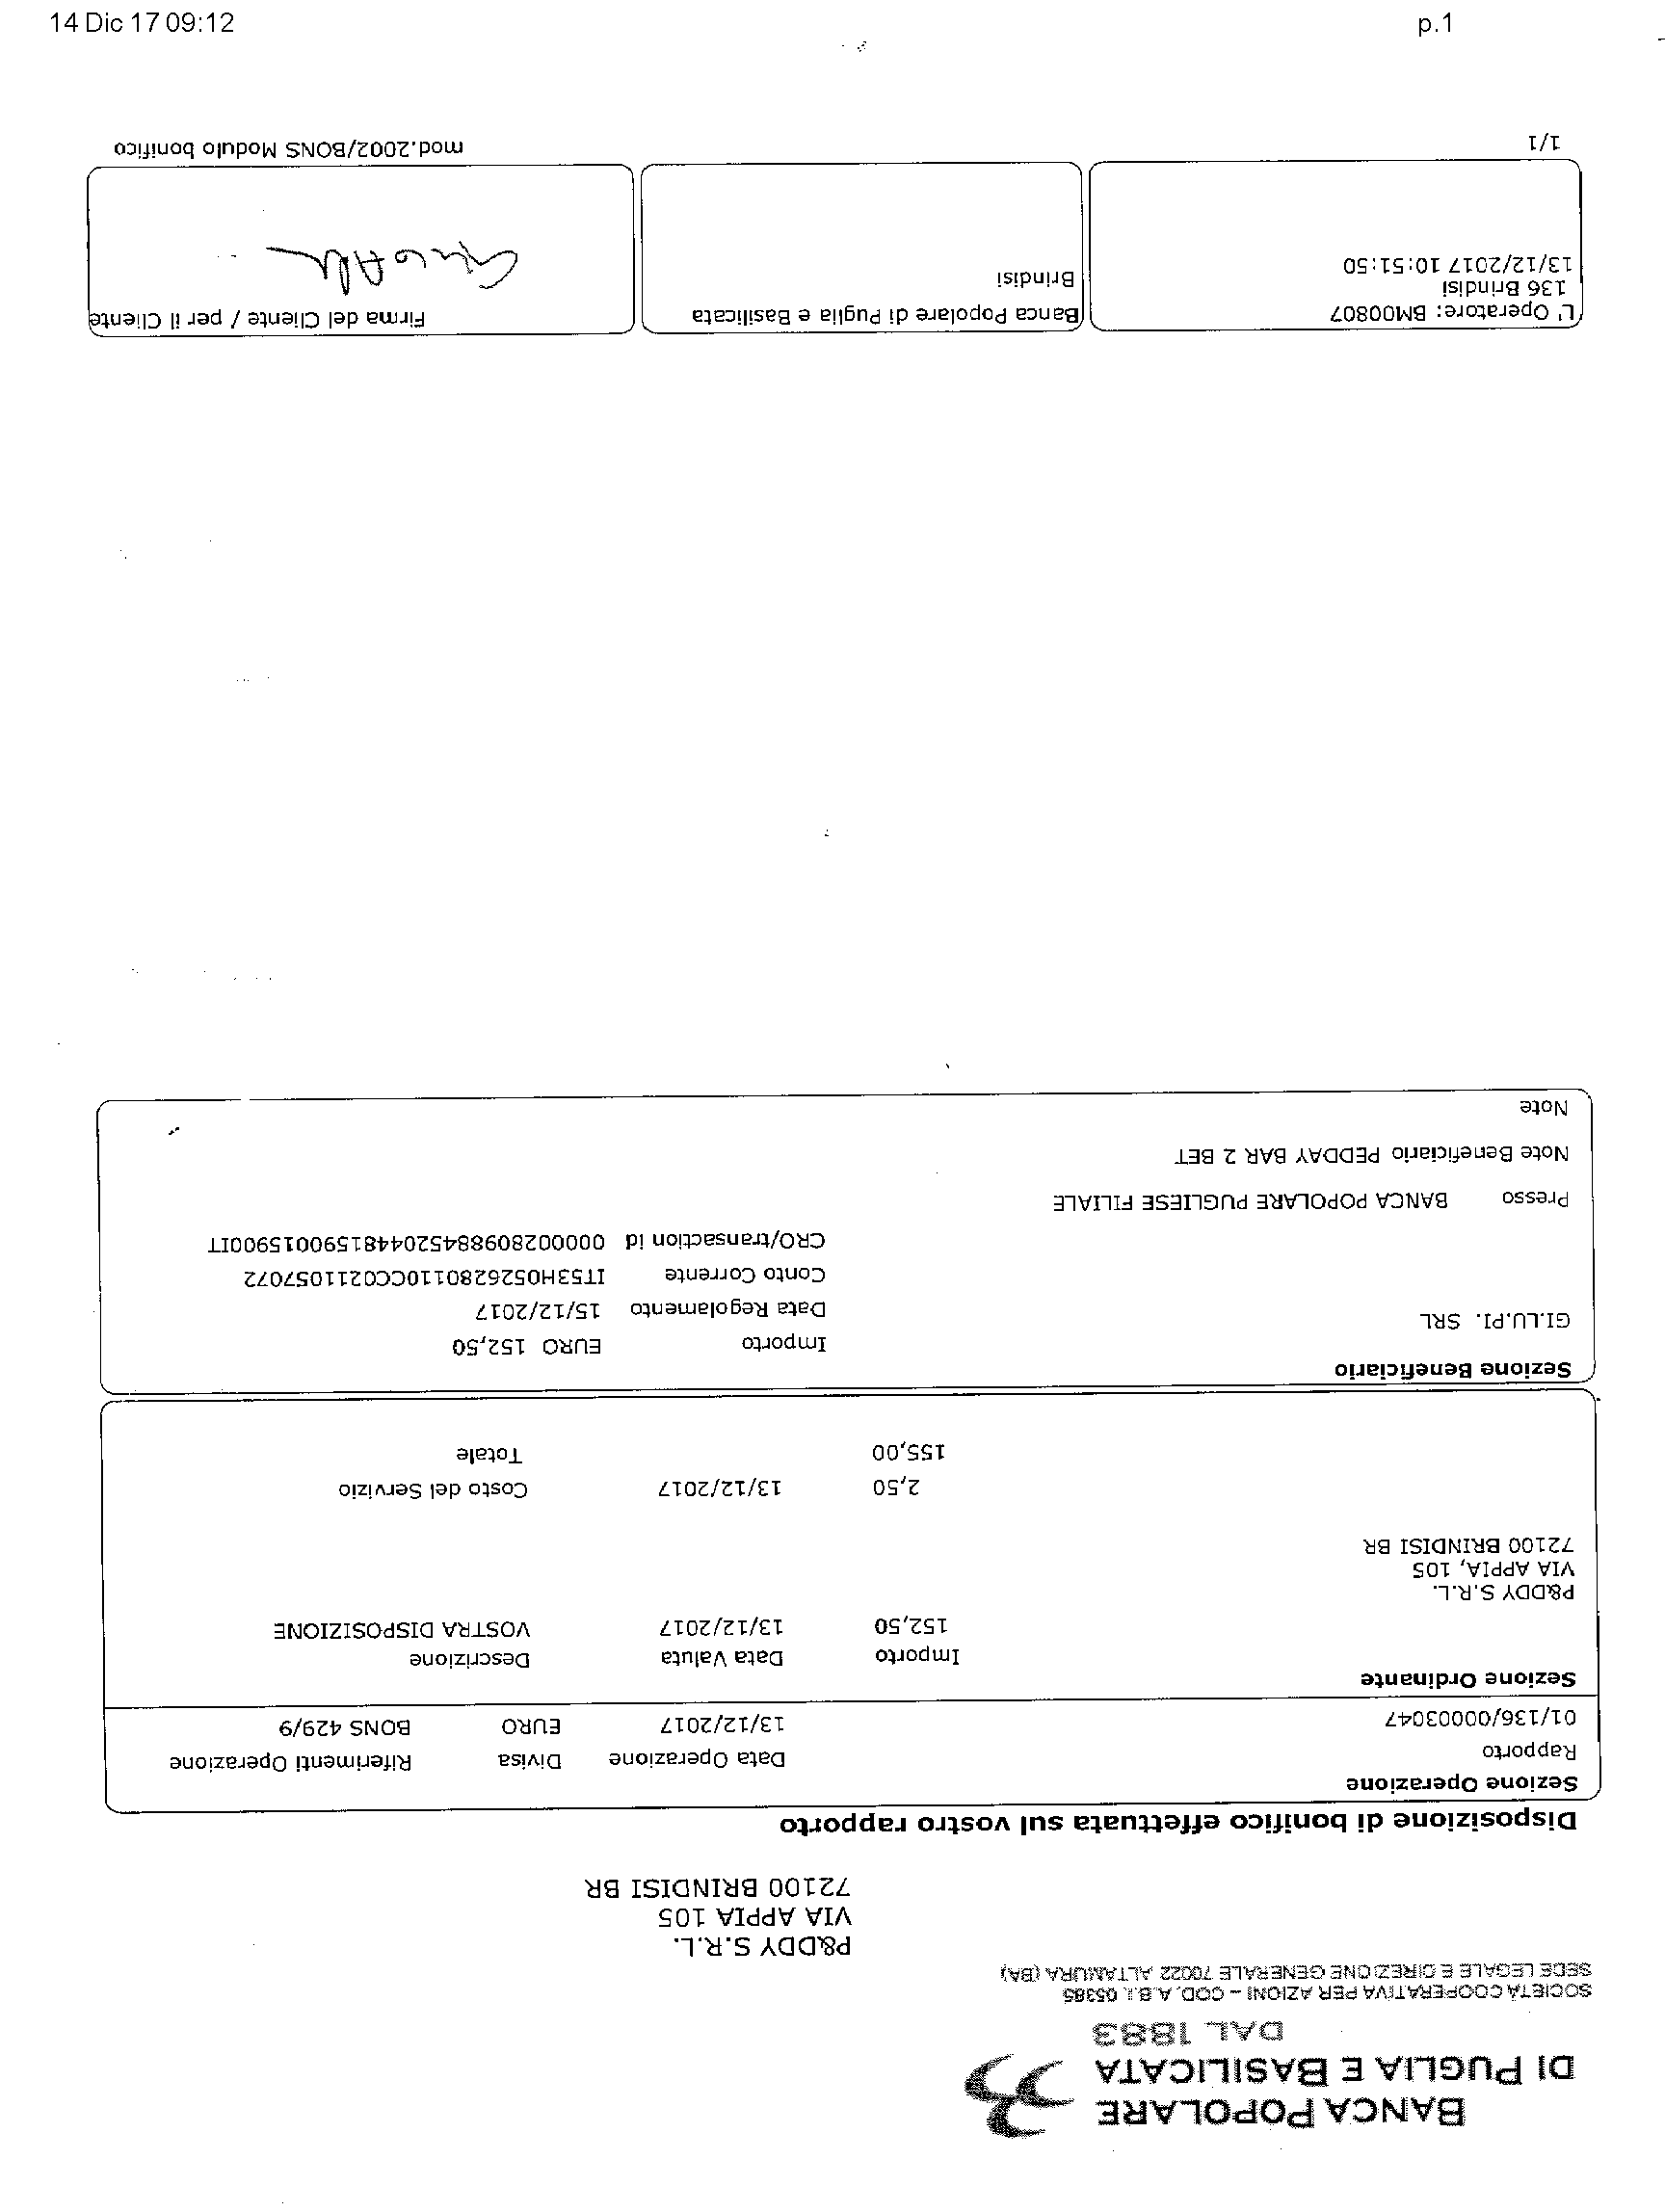 14 Dic 17 09:12
p.1
BANCA POPOLARE
DI PUGLIA E BASILICATA
DAL 1883
SOCIETÀ COOPERATIVA PER AZIONI - COD. A.B.I. 05385
SEDE LEGALE E DIREZIONE GENERALE 70022 ALTAMURA (BA)
P&DDY S.R.L.
VIA APPIA 105
72100 BRINDISI BR
Disposizione di bonifico effettuata sul vostro rapporto
Sezione Operazione
Rapporto Data Operazione Divisa Riferimenti Operazione
01/136/00003047 13/12/2017 EURO BONS 429/9
Sezione Ordinante
Importo Data Valuta Descrizione
152,50 13/12/2017 VOSTRA DISPOSIZIONE
P&DDY S.R.L.
VIA APPIA, 105
72100 BRINDISI BR
2,50 13/12/2017 Costo del Servizio
155,00 Totale
Sezione Beneficiario
Importo EURO 152,50
GI.LU.PI. SRL
Data Regolamento 15/12/2017
Conto Corrente IT53H0526280110CC0211057072
CRO/transaction id 0000028098845204481590015900IT
Presso BANCA POPOLARE PUGLIESE FILIALE
Note Beneficiario PEDDAY BAR 2 BET
Note
L' Operatore: BM00807
136 Brindisi
13/12/2017 10:51:50
Banca Popolare di Puglia e Basilicata
Brindisi
Firma del Cliente / per il Cliente
1/1
mod.2002/BONS Modulo bonifico